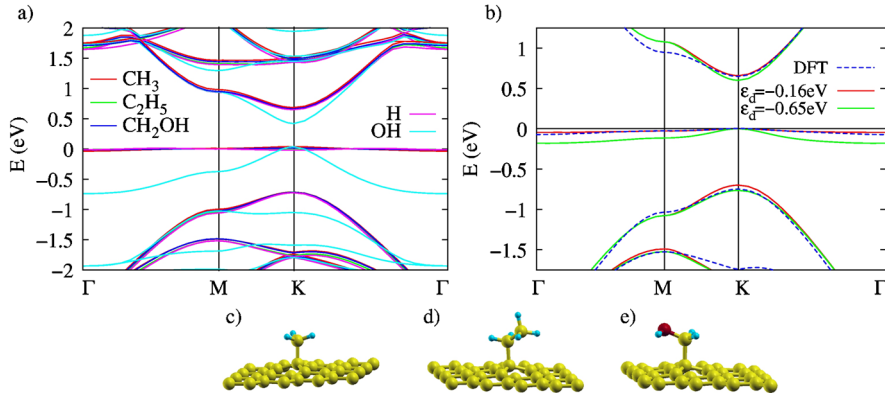 a)
2
1.5
1
0.5
0
−0.5
−1
−1.5
−2
E (eV)
CH3
C2H5
CH2OH
H
OH
Γ M K Γ
b)
1
0.5
0
−0.5
−1
−1.5
E (eV)
DFT
εd=−0.16eV
εd=−0.65eV
Γ M K Γ
c) d) e)